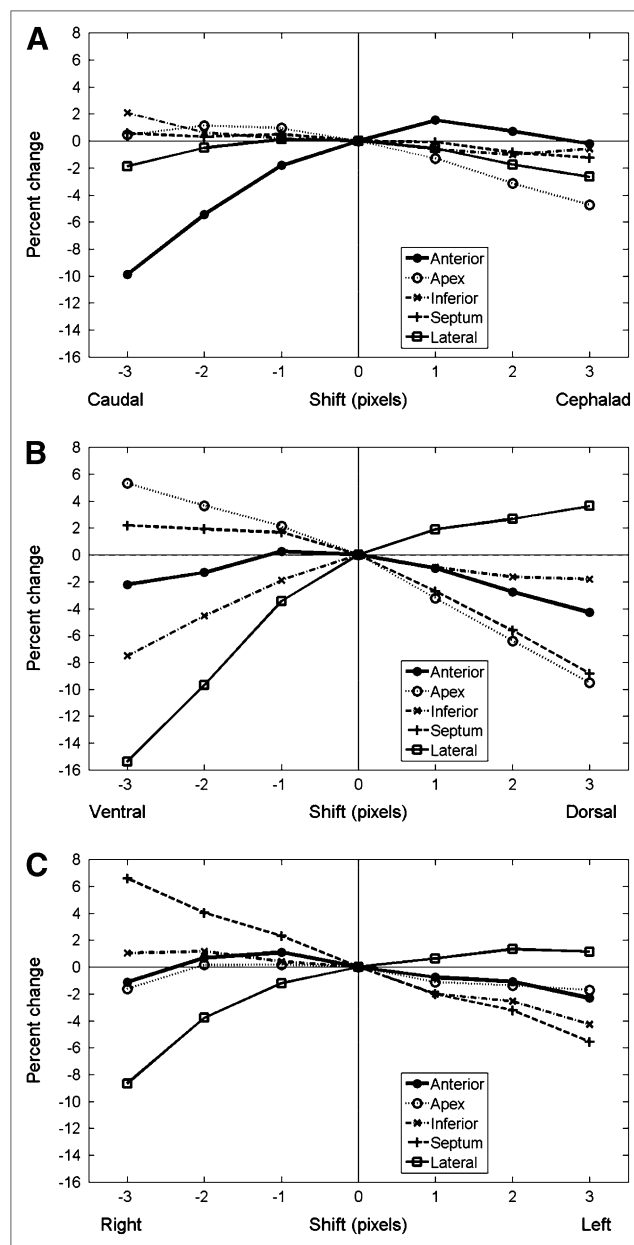 A
8
6
4
2
0
-2
-4
-6
-8
-10
-12
-14
-16
Percent change
Anterior
Apex
Inferior
Septum
Lateral
-3 -2 -1 0 1 2 3
Caudal Shift (pixels) Cephalad
B
8
6
4
2
0
-2
-4
-6
-8
-10
-12
-14
-16
Percent change
Anterior
Apex
Inferior
Septum
Lateral
-3 -2 -1 0 1 2 3
Ventral Shift (pixels) Dorsal
C
8
6
4
2
0
-2
-4
-6
-8
-10
-12
-14
-16
Percent change
Anterior
Apex
Inferior
Septum
Lateral
-3 -2 -1 0 1 2 3
Right Shift (pixels) Left